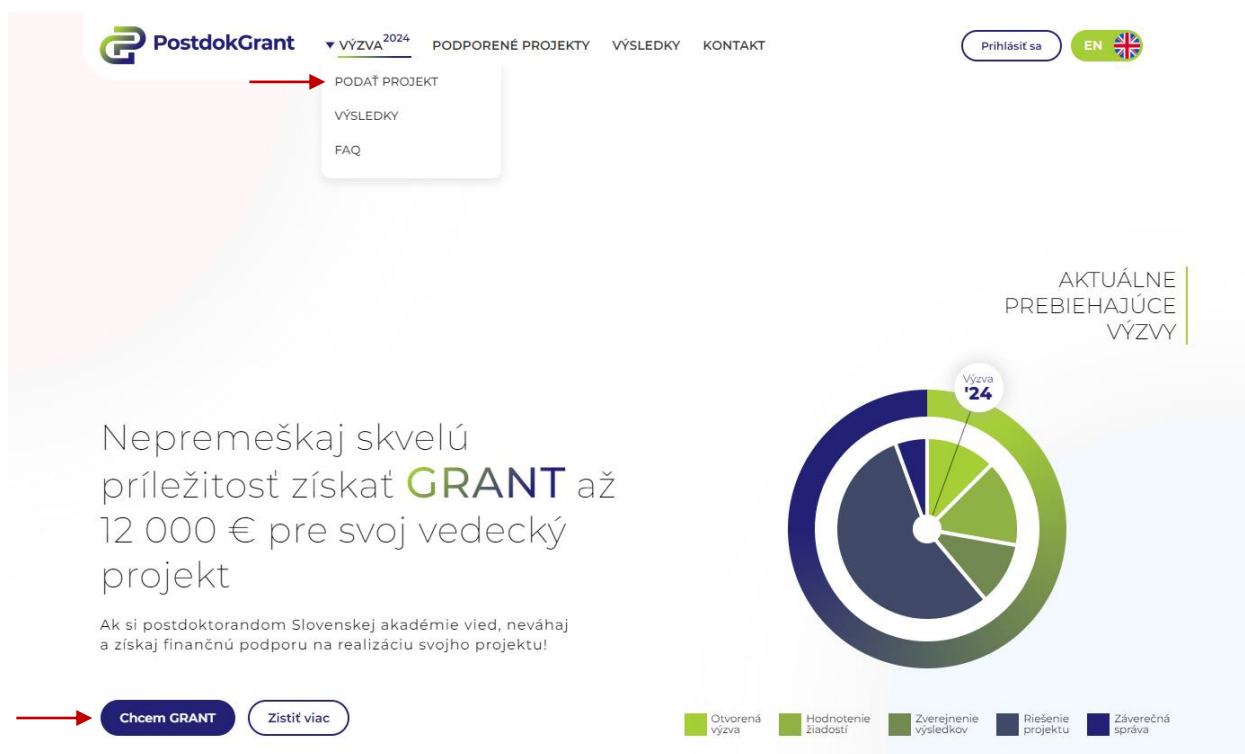 PostdokGrant
▼ VÝZVA 2024
PODPORENÉ PROJEKTY
VÝSLEDKY
KONTAKT
Prihlásiť sa
EN
PODAŤ PROJEKT
VÝSLEDKY
FAQ
AKTUÁLNE
PREBIEHAJÚCE
VÝZVY
Výzva
'24
Nepremeškaj skvelú
príležitosť získať GRANT až
12 000 € pre svoj vedecký
projekt
Ak si postdoktorandom Slovenskej akadémie vied, neváhaj
a získaj finančnú podporu na realizáciu svojho projektu!
Chcem GRANT
Zistiť viac
Otvorená
výzva
Hodnotenie
žiadostí
Zverejnenie
výsledkov
Riešenie
projektu
Záverečná
správa